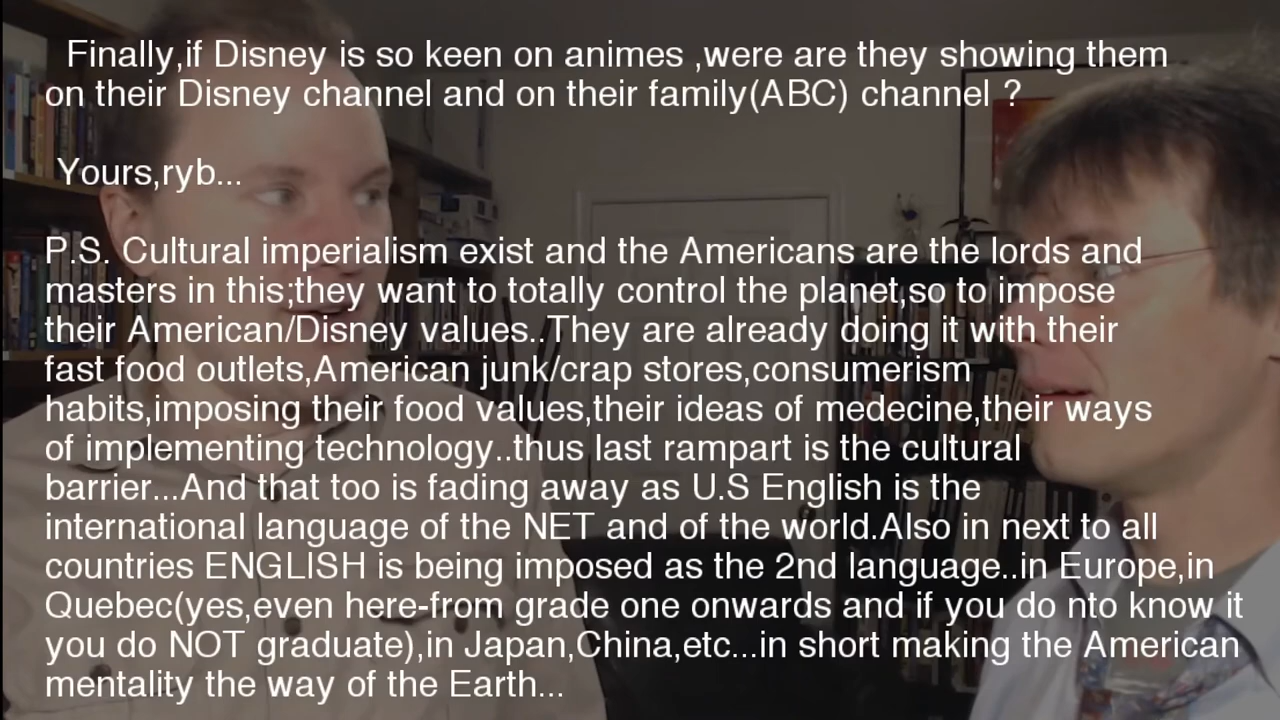 Finally,if Disney is so keen on animes ,were are they showing them
on their Disney channel and on their family(ABC) channel ?
Yours,ryb...
P.S. Cultural imperialism exist and the Americans are the lords and
masters in this;they want to totally control the planet,so to impose
their American/Disney values..They are already doing it with their
fast food outlets,American junk/crap stores,consumerism
habits,imposing their food values,their ideas of medecine,their ways
of implementing technology..thus last rampart is the cultural
barrier...And that too is fading away as U.S English is the
international language of the NET and of the world.Also in next to all
countries ENGLISH is being imposed as the 2nd language..in Europe,in
Quebec(yes,even here-from grade one onwards and if you do nto know it
you do NOT graduate),in Japan,China,etc...in short making the American
mentality the way of the Earth...